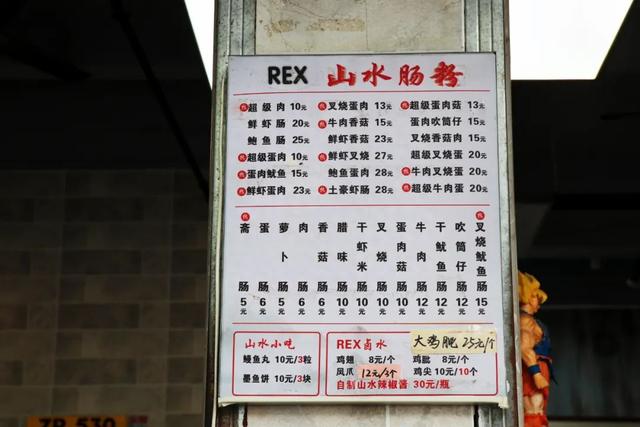 REX 山水肠粉
超级肉 10元 叉烧蛋肉 13元 超级蛋肉菇 13元
鲜虾肠 20元 牛肉香菇 15元 蛋肉吹筒仔 15元
鲍鱼肠 25元 鲜虾香菇 23元 叉烧香菇肉 15元
超级蛋肉 10元 鲜虾叉烧 27元 超级叉烧蛋 20元
蛋肉鱿鱼 15元 鲍鱼蛋肉 28元 牛肉叉烧蛋 20元
鲜虾蛋肉 23元 土豪虾肠 28元 超级牛肉蛋 20元
斋肠5元
蛋肠6元
萝卜肠5元
肉肠6元
香菇肠6元
腊味肠10元
干虾米肠10元
叉烧肠10元
蛋肉菇肠10元
牛肉肠12元
干鱿鱼肠12元
吹筒仔肠12元
叉烧鱿鱼肠15元
山水小吃
鲮鱼丸 10元/3粒
墨鱼饼 10元/3块
REX卤水 大鸡肶 25元/个
鸡翅 8元/个 鸡肶 8元/个
凤爪 12元/3个 鸡尖 10元/10个
自制山水辣椒酱 30元/瓶